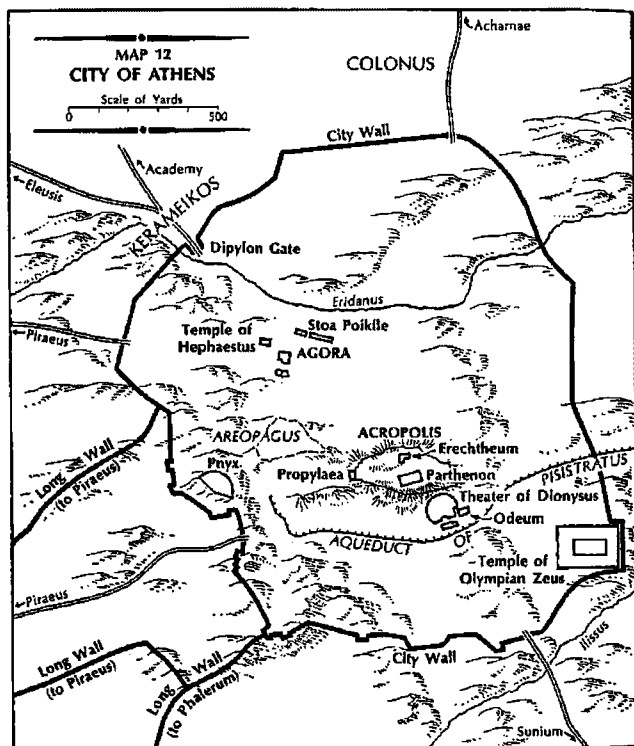 MAP 12
CITY OF ATHENS
Scale of Yards
0 500
Acharnae
COLONUS
City Wall
Academy
Eleusis
KERAMEIKOS
Dipylon Gate
Eridanus
Piraeus
Temple of
Hephaestus
Stoa Poikile
AGORA
AREOPAGUS
ACROPOLIS
Erechtheum
Pnyx
Propylaea
Parthenon
PISISTRATUS
Long Wall
(to Piraeus)
Theater of Dionysus
Odeum
AQUEDUCT OF
Temple of
Olympian Zeus
Piraeus
Ilissus
City Wall
Long Wall
(to Piraeus)
Long Wall
(to Phalerum)
Sunium